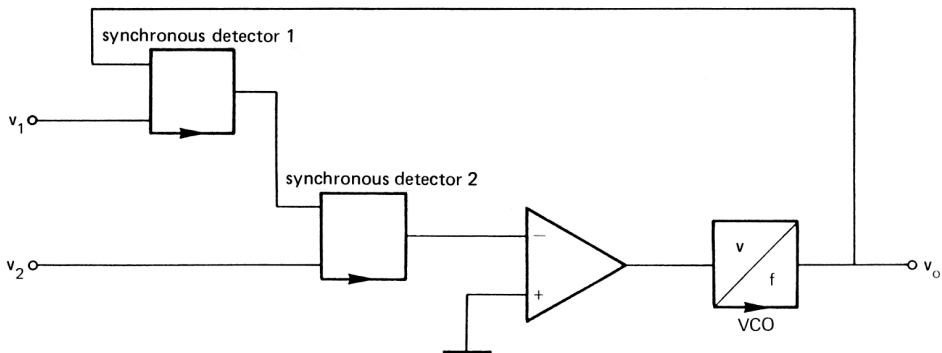 synchronous detector 1
v1
synchronous detector 2
v2
−
+
v
f
VCO
vo